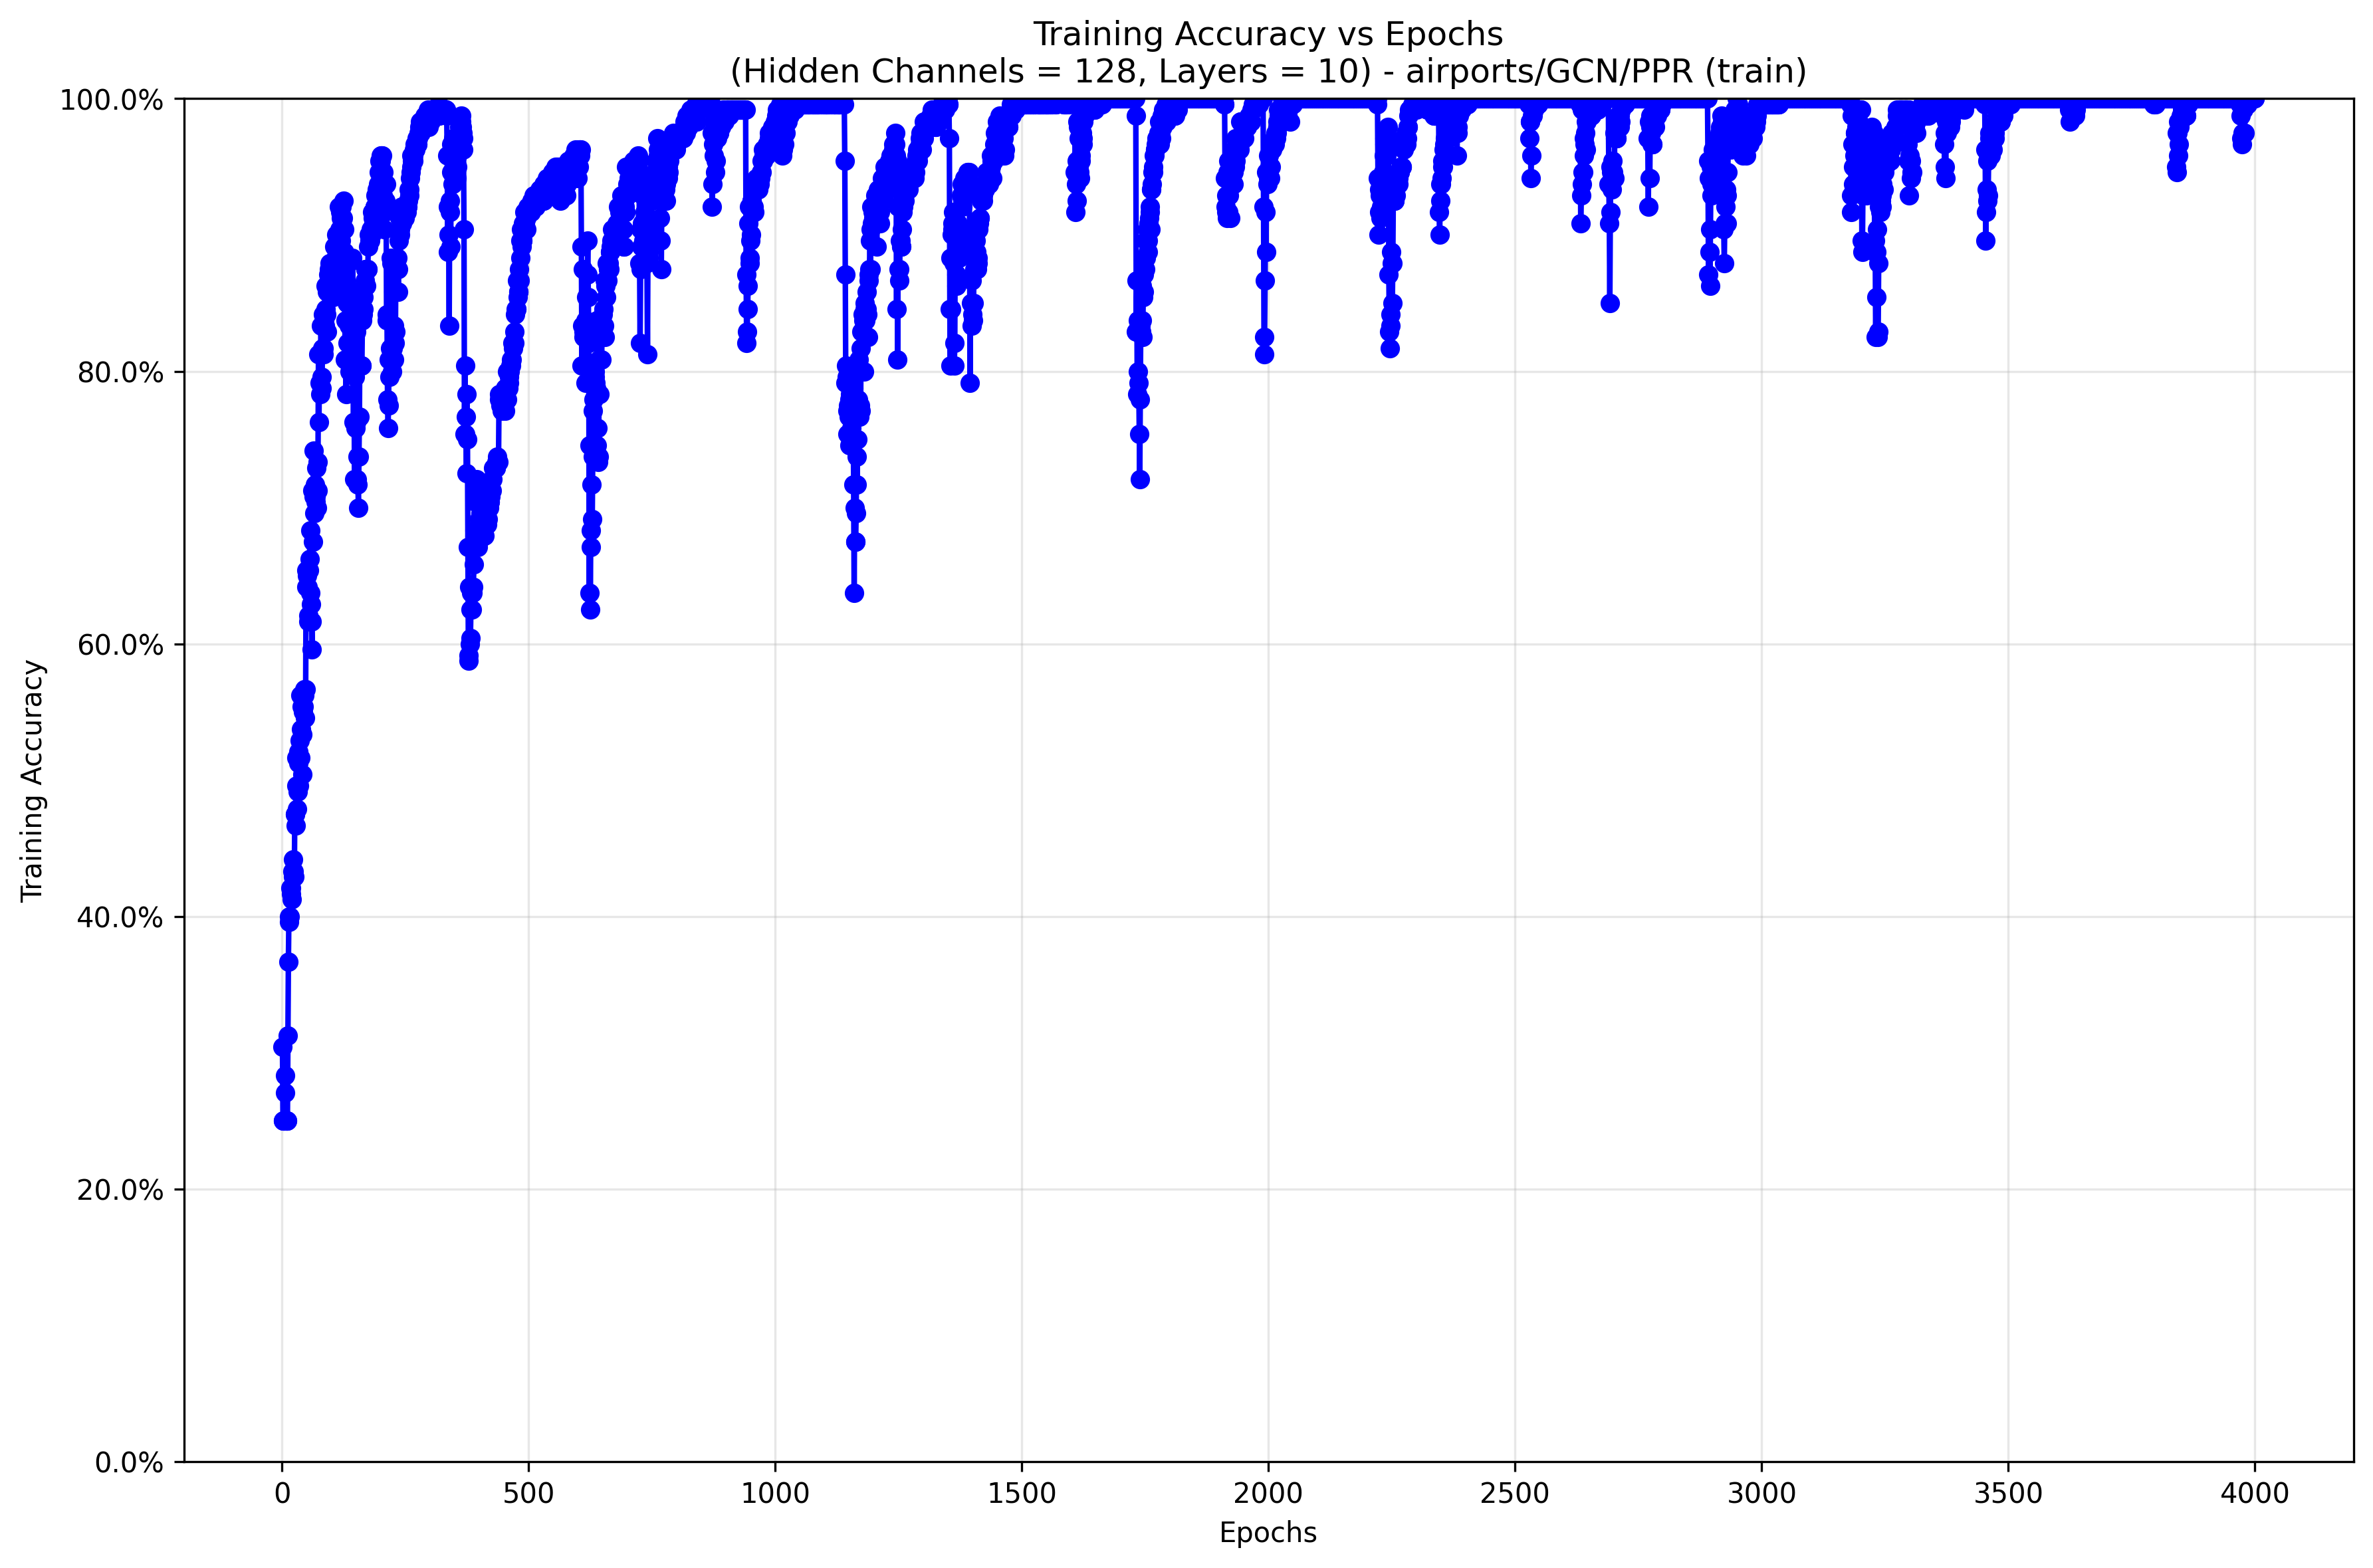 Training Accuracy vs Epochs
(Hidden Channels = 128, Layers = 10) - airports/GCN/PPR (train)
100.0%
80.0%
60.0%
40.0%
20.0%
0.0%
Training Accuracy
0 500 1000 1500 2000 2500 3000 3500 4000
Epochs